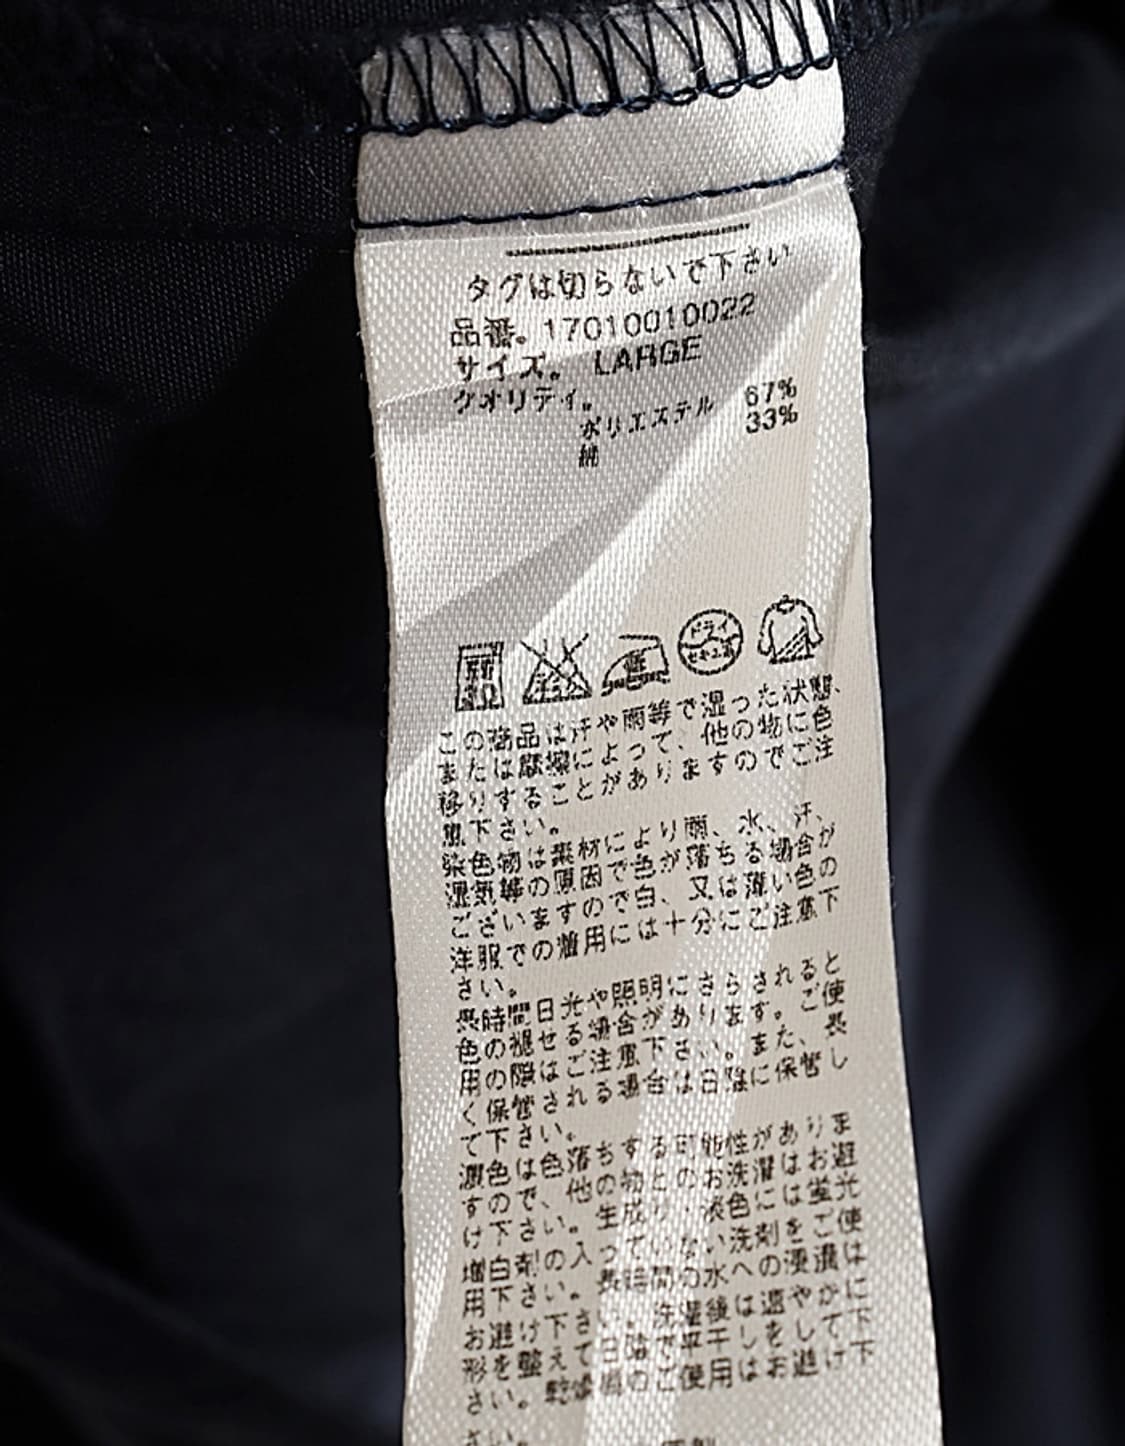 タグは切らないで下さい
品番。17010010022
サイズ。 LARGE
クオリティ。
ポリエステル 67%
綿 33%
ドライ
セキユ系
この商品は汗や雨等で湿った状態、
または摩擦によって、他の物に色
移りすることがありますのでご注
意下さい。
染色物は素材により雨、水、汗、
湿気等の原因で色が落ちる場合が
ございますので白、又は薄い色の
洋服での着用には十分にご注意下
さい。
長時間日光や照明にさらされると
色の褪せる場合があります。ご使
用の際はご注意下さい。また、長
く保管される場合は日陰に保管し
て下さい。
濃色は色落ちする可能性がありま
すので、他の物とのお洗濯はお避
け下さい。生成り・淡色には蛍光
増白剤の入っていない洗剤をご使
用下さい。長時間の水への浸漬は
お避け下さい。洗濯後は速やかに
形を整えて日陰で平干しをして下
さい。乾燥機のご使用はお避け下
さい。